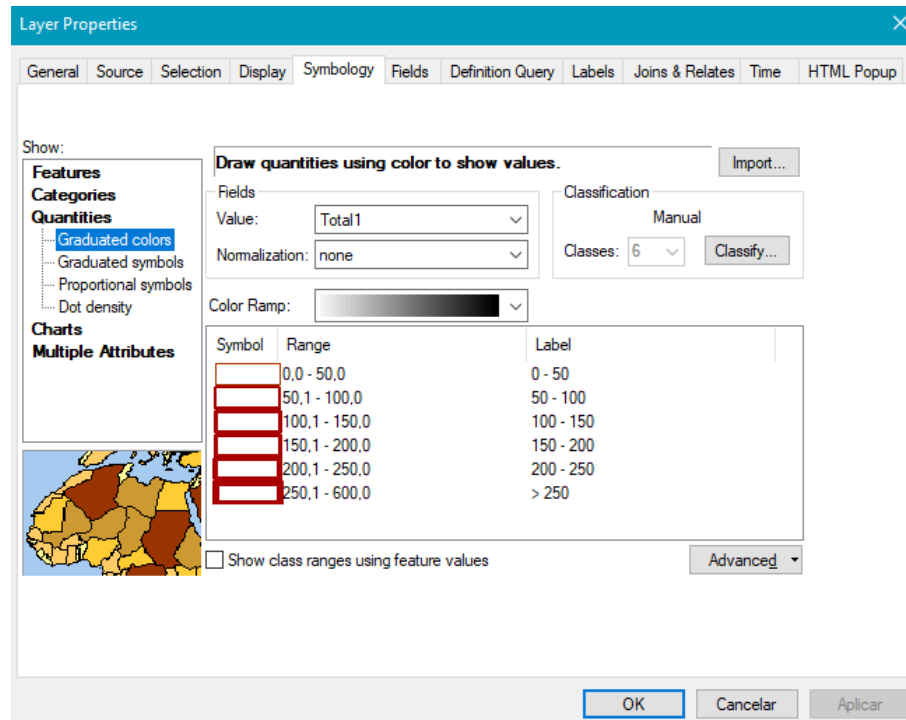 Layer Properties
General Source Selection Display Symbology Fields Definition Query Labels Joins & Relates Time HTML Popup
Show:
Features
Categories
Quantities
Graduated colors
Graduated symbols
Proportional symbols
Dot density
Charts
Multiple Attributes
Draw quantities using color to show values.
Import...
Fields
Value: Total1
Normalization: none
Classification
Manual
Classes: 6 Classify...
Color Ramp:
Symbol Range Label
0,0 - 50,0 0 - 50
50,1 - 100,0 50 - 100
100,1 - 150,0 100 - 150
150,1 - 200,0 150 - 200
200,1 - 250,0 200 - 250
250,1 - 600,0 > 250
Show class ranges using feature values
Advanced
OK Cancelar Aplicar